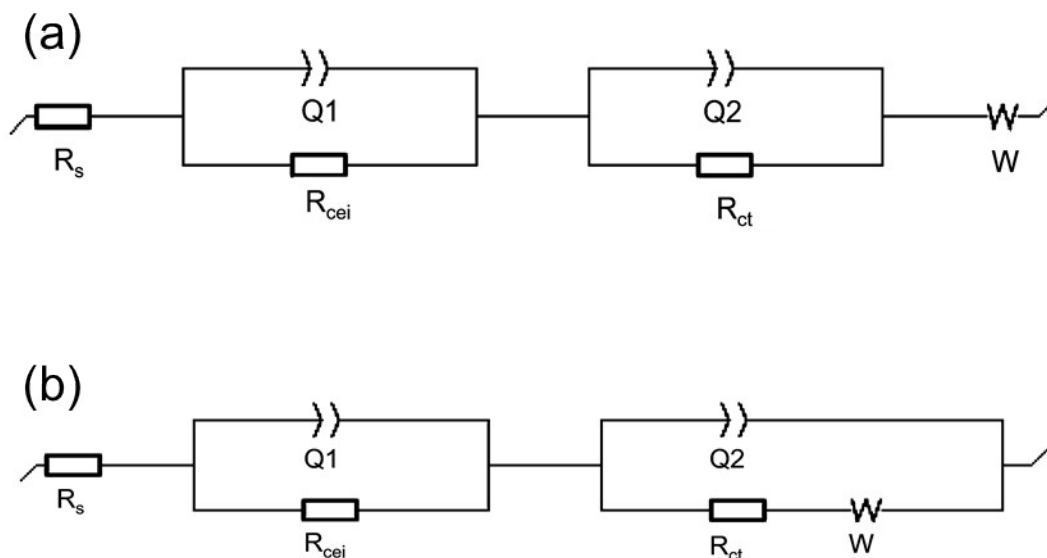 (a)
Q1
Q2
R_s
W
R_cei
R_ct
(b)
Q1
Q2
R_s
R_cei
R_ct
W